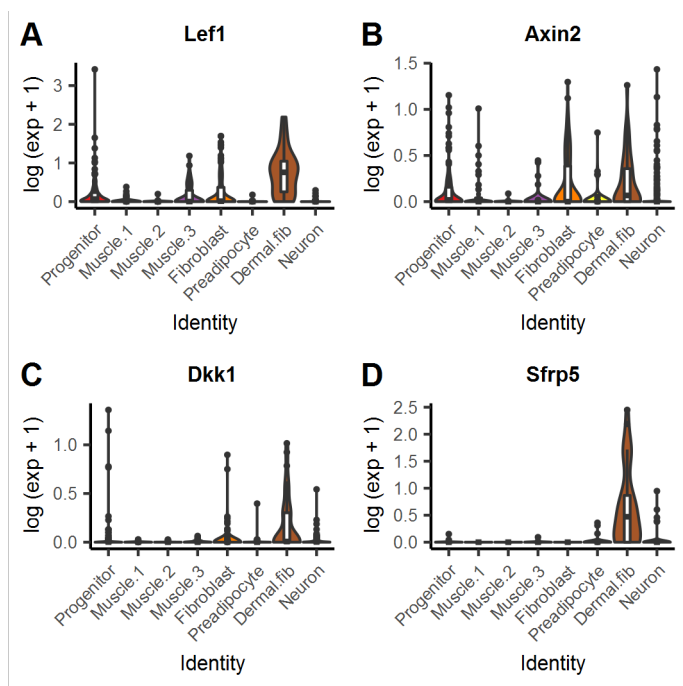 A
Lef1
log (exp + 1)
3
2
1
0
Progenitor
Muscle.1
Muscle.2
Muscle.3
Fibroblast
Preadipocyte
Dermal.fib
Neuron
Identity
B
Axin2
log (exp + 1)
1.5
1.0
0.5
0.0
Progenitor
Muscle.1
Muscle.2
Muscle.3
Fibroblast
Preadipocyte
Dermal.fib
Neuron
Identity
C
Dkk1
log (exp + 1)
1.0
0.5
0.0
Progenitor
Muscle.1
Muscle.2
Muscle.3
Fibroblast
Preadipocyte
Dermal.fib
Neuron
Identity
D
Sfrp5
log (exp + 1)
2.5
2.0
1.5
1.0
0.5
0.0
Progenitor
Muscle.1
Muscle.2
Muscle.3
Fibroblast
Preadipocyte
Dermal.fib
Neuron
Identity